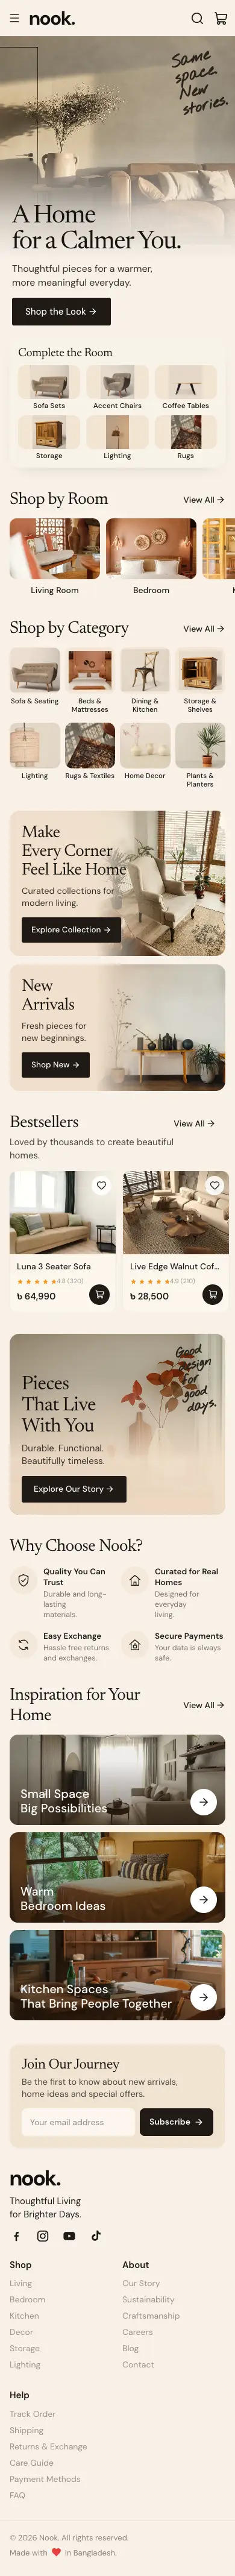 nook.
Same
space.
New
stories.
A Home
for a Calmer You.
Thoughtful pieces for a warmer,
more meaningful everyday.
Shop the Look →
Complete the Room
Sofa Sets
Accent Chairs
Coffee Tables
Storage
Lighting
Rugs
Shop by Room
View All →
Living Room
Bedroom
Shop by Category
View All →
Sofa & Seating
Beds &
Mattresses
Dining &
Kitchen
Storage &
Shelves
Lighting
Rugs & Textiles
Home Decor
Plants &
Planters
Make
Every Corner
Feel Like Home
Curated collections for
modern living.
Explore Collection →
New
Arrivals
Fresh pieces for
new beginnings.
Shop New →
Bestsellers
View All →
Loved by thousands to create beautiful
homes.
Luna 3 Seater Sofa
★ ★ ★ ★ ★ 4.8 (320)
৳ 64,990
Live Edge Walnut Cof...
★ ★ ★ ★ ★ 4.9 (210)
৳ 28,500
Good
design
for
good
days.
Pieces
That Live
With You
Durable. Functional.
Beautifully timeless.
Explore Our Story →
Why Choose Nook?
Quality You Can
Trust
Durable and long-
lasting
materials.
Curated for Real
Homes
Designed for
everyday
living.
Easy Exchange
Hassle free returns
and exchanges.
Secure Payments
Your data is always
safe.
Inspiration for Your
Home
View All →
Small Space
Big Possibilities
Warm
Bedroom Ideas
Kitchen Spaces
That Bring People Together
Join Our Journey
Be the first to know about new arrivals,
home ideas and special offers.
Your email address
Subscribe →
nook.
Thoughtful Living
for Brighter Days.
Shop
Living
Bedroom
Kitchen
Decor
Storage
Lighting
About
Our Story
Sustainability
Craftsmanship
Careers
Blog
Contact
Help
Track Order
Shipping
Returns & Exchange
Care Guide
Payment Methods
FAQ
© 2026 Nook. All rights reserved.
Made with ❤ in Bangladesh.